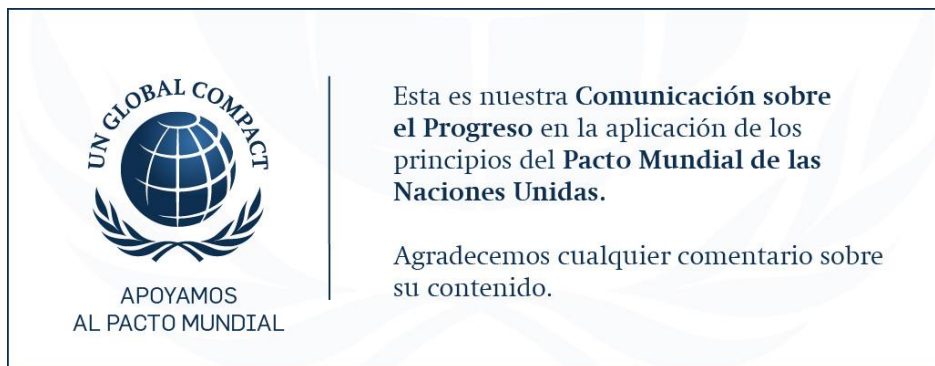 UN GLOBAL COMPACT
APOYAMOS
AL PACTO MUNDIAL
Esta es nuestra Comunicación sobre
el Progreso en la aplicación de los
principios del Pacto Mundial de las
Naciones Unidas.
Agradecemos cualquier comentario sobre
su contenido.